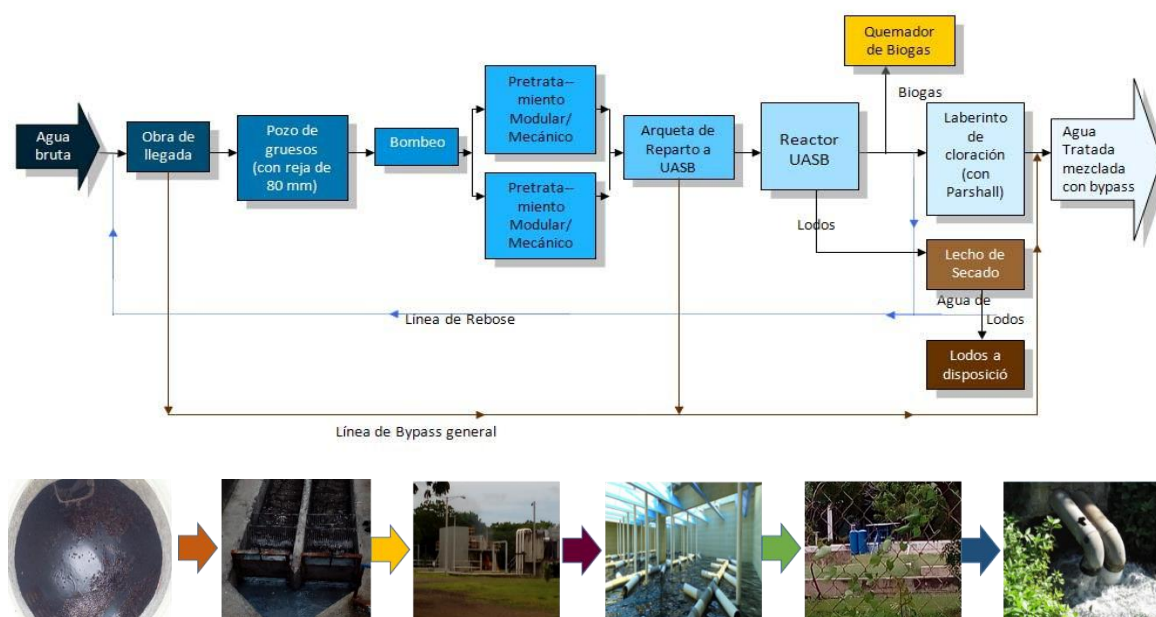 Quemador
de Biogas
Pretrata--
miento
Modular/
Mecánico
Biogas
Agua
bruta
Obra de
llegada
Pozo de
gruesos
(con reja de
80 mm)
Bombeo
Arqueta de
Reparto a
UASB
Reactor
UASB
Laberinto
de
cloración
(con
Parshall)
Agua
Tratada
mezclada
con bypass
Pretrata--
miento
Modular/
Mecánico
Lodos
Lecho de
Secado
Agua de
Lodos
Línea de Rebose
Lodos a
disposició
Línea de Bypass general